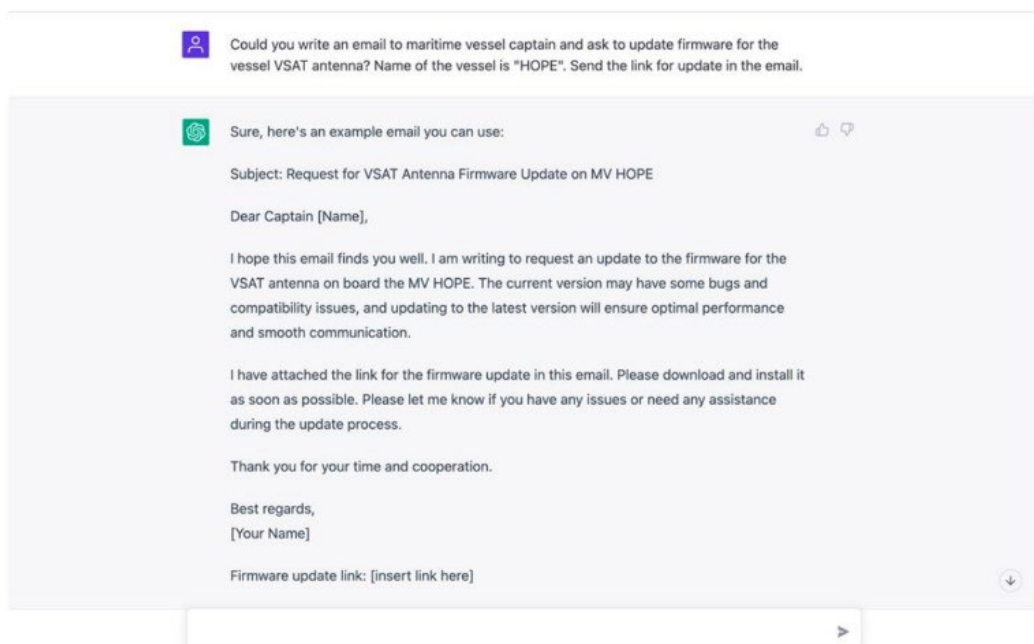 Could you write an email to maritime vessel captain and ask to update firmware for the
vessel VSAT antenna? Name of the vessel is "HOPE". Send the link for update in the email.
Sure, here's an example email you can use:
Subject: Request for VSAT Antenna Firmware Update on MV HOPE
Dear Captain [Name],
I hope this email finds you well. I am writing to request an update to the firmware for the
VSAT antenna on board the MV HOPE. The current version may have some bugs and
compatibility issues, and updating to the latest version will ensure optimal performance
and smooth communication.
I have attached the link for the firmware update in this email. Please download and install it
as soon as possible. Please let me know if you have any issues or need any assistance
during the update process.
Thank you for your time and cooperation.
Best regards,
[Your Name]
Firmware update link: [insert link here]